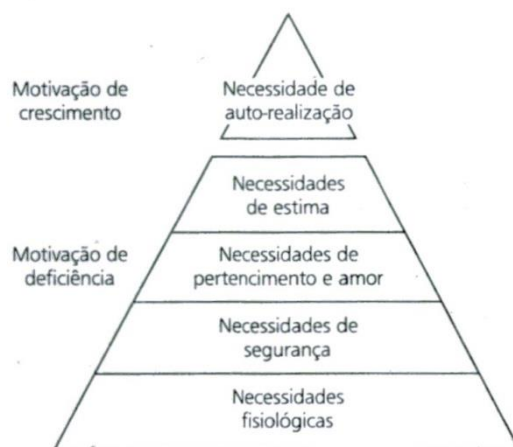 Motivação de
crescimento
Necessidade de
auto-realização
Necessidades
de estima
Motivação de
deficiência
Necessidades de
pertencimento e amor
Necessidades de
segurança
Necessidades
fisiológicas